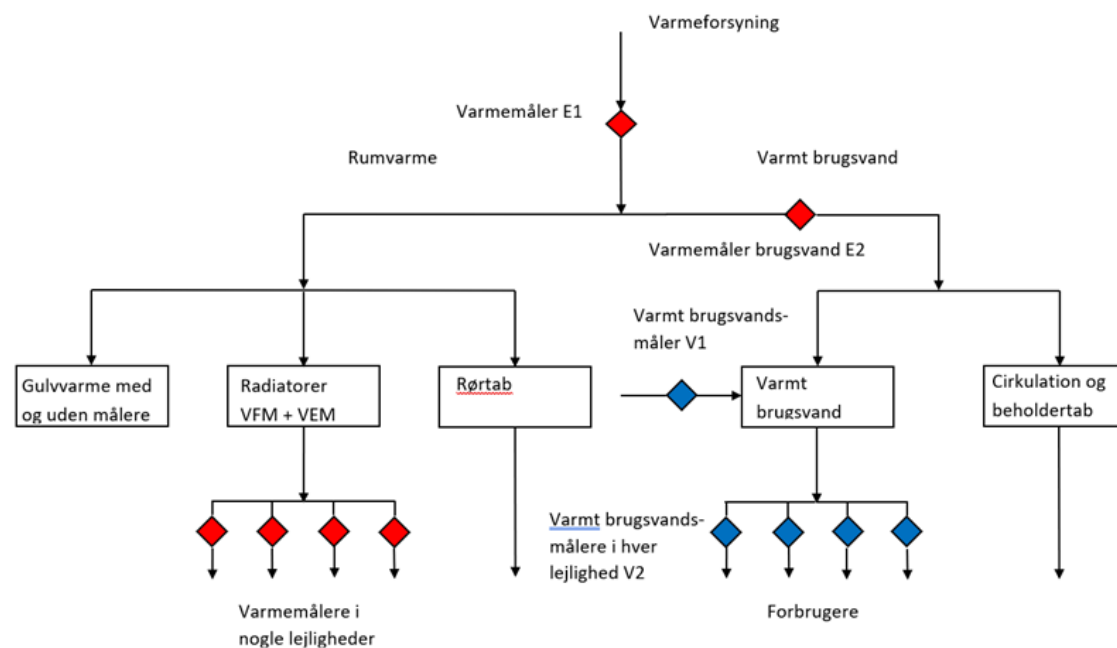 Varmeforsyning
Varmemåler E1
Rumvarme
Varmt brugsvand
Varmemåler brugsvand E2
Varmt brugsvands-
måler V1
Gulvvarme med
og uden målere
Radiatorer
VFM + VEM
Rørtab
Varmt
brugsvand
Cirkulation og
beholdertab
Varmt brugsvands-
målere i hver
lejlighed V2
Varmemålere i
nogle lejligheder
Forbrugere